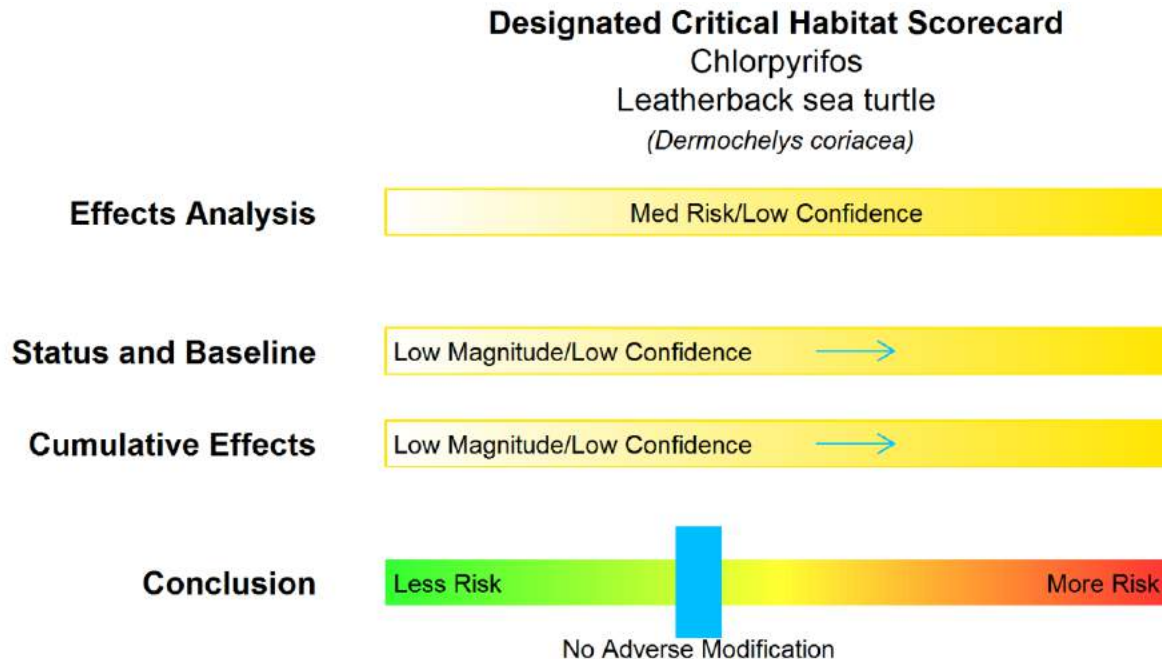 Designated Critical Habitat Scorecard
Chlorpyrifos
Leatherback sea turtle
(Dermochelys coriacea)
Effects Analysis
Med Risk/Low Confidence
Status and Baseline
Low Magnitude/Low Confidence
Cumulative Effects
Low Magnitude/Low Confidence
Conclusion
Less Risk
More Risk
No Adverse Modification